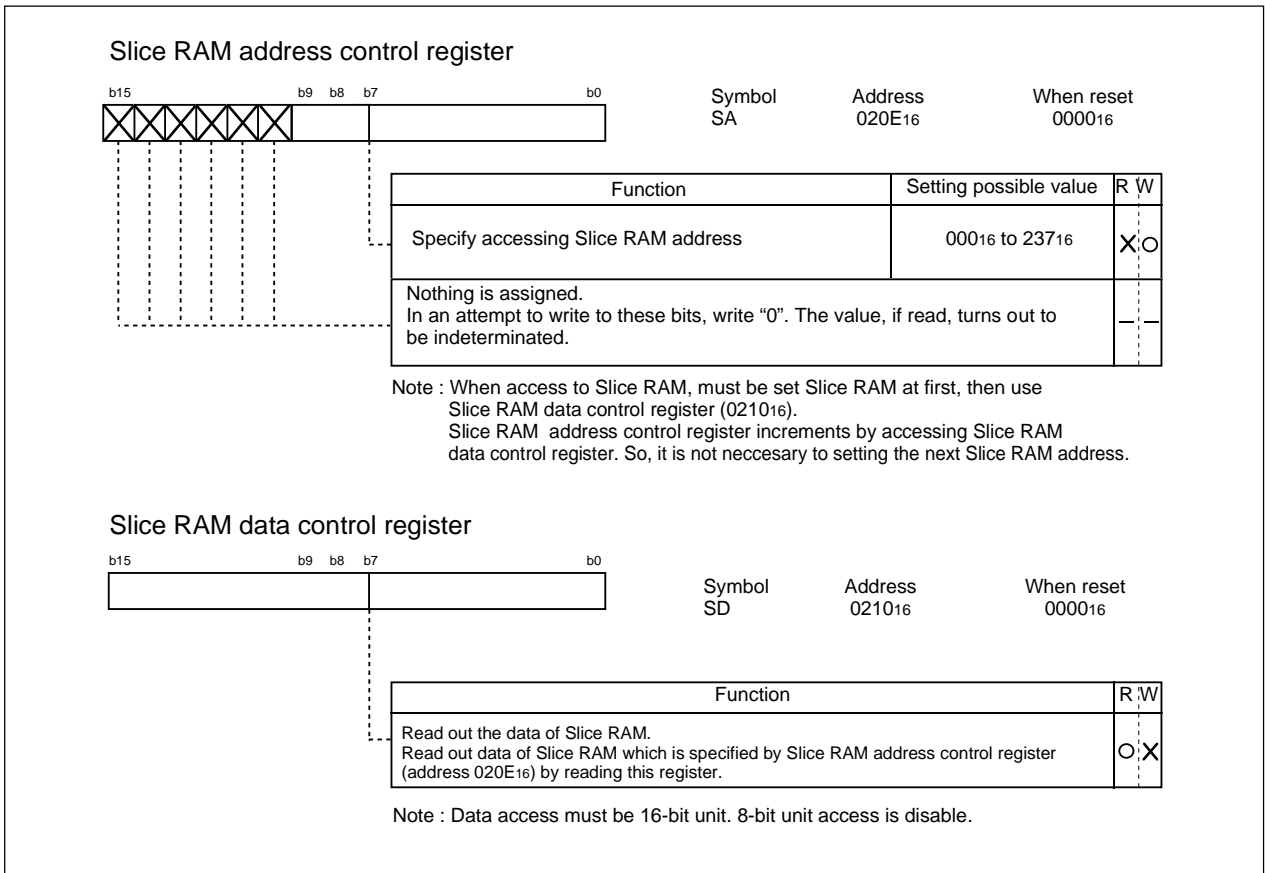 Slice RAM address control register
b15 b9 b8 b7 b0
Symbol Address When reset
SA 020E16 000016
Function Setting possible value R W
Specify accessing Slice RAM address 00016 to 23716 X O
Nothing is assigned.
In an attempt to write to these bits, write “0”. The value, if read, turns out to
be indeterminated.
– –
Note : When access to Slice RAM, must be set Slice RAM at first, then use
Slice RAM data control register (021016).
Slice RAM address control register increments by accessing Slice RAM
data control register. So, it is not neccesary to setting the next Slice RAM address.
Slice RAM data control register
b15 b9 b8 b7 b0
Symbol Address When reset
SD 021016 000016
Function R W
Read out the data of Slice RAM.
Read out data of Slice RAM which is specified by Slice RAM address control register
(address 020E16) by reading this register.
O X
Note : Data access must be 16-bit unit. 8-bit unit access is disable.